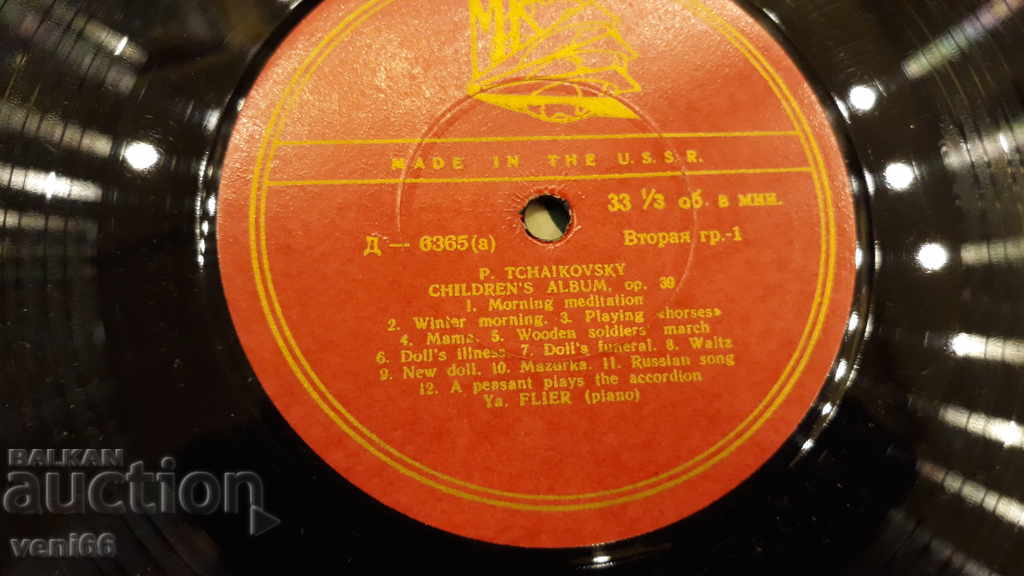 МК
MADE IN THE U.S.S.R.
33 1/3 об. в мин.
Д — 6365(а)
Вторая гр.-1
P. TCHAIKOVSKY
CHILDREN'S ALBUM, op. 39
1. Morning meditation
2. Winter morning. 3. Playing «horses»
4. Mama. 5. Wooden soldiers' march
6. Doll's illness. 7. Doll's funeral. 8. Waltz
9. New doll. 10. Mazurka. 11. Russian song
12. A peasant plays the accordion
Ya. FLIER (piano)
BALKAN
auction
veni66